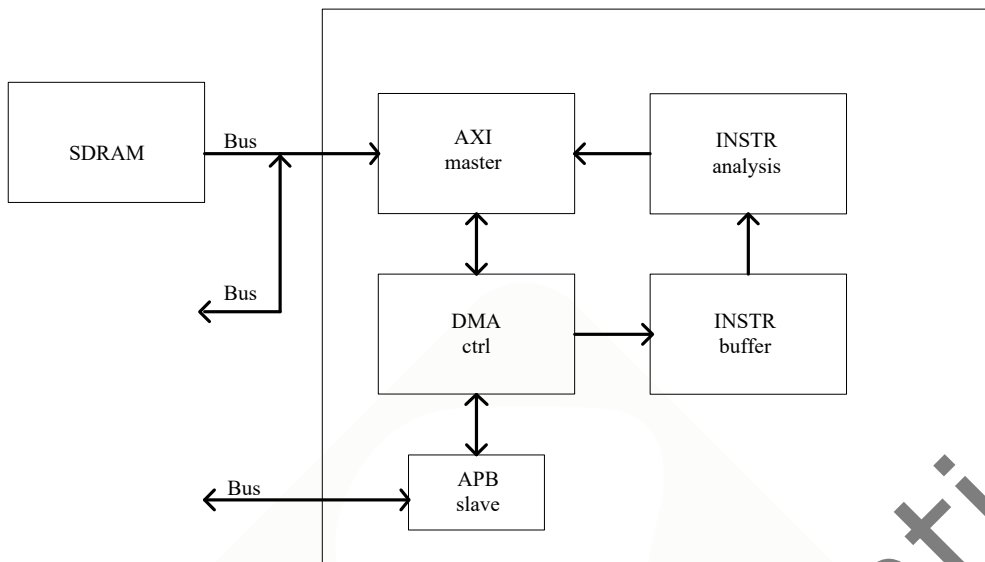 SDRAM
Bus
AXI
master
INSTR
analysis
Bus
DMA
ctrl
INSTR
buffer
Bus
APB
slave